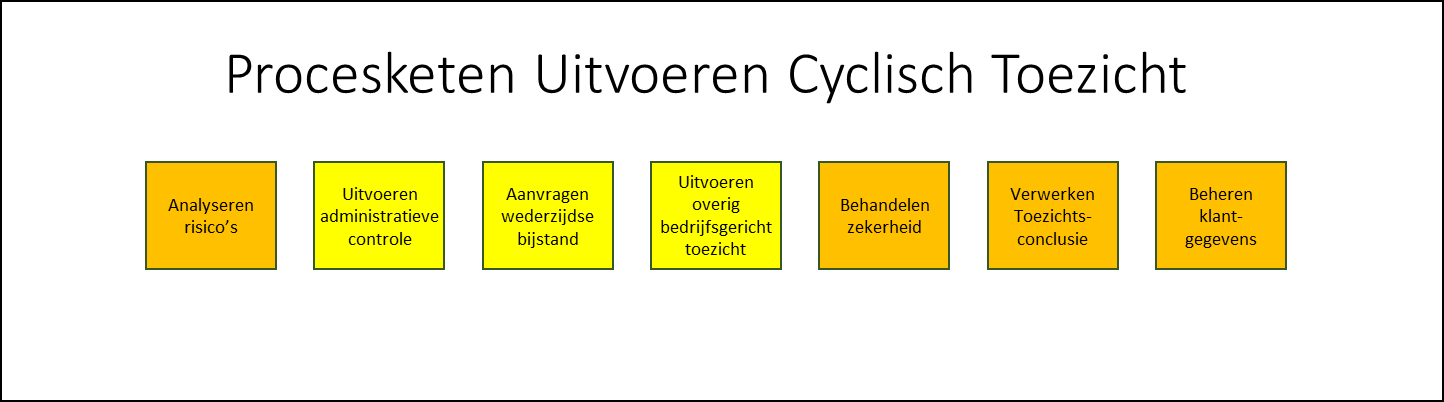 Procesketen Uitvoeren Cyclisch Toezicht
Analyseren
risico's
Uitvoeren
administratieve
controle
Aanvragen
wederzijdse
bijstand
Uitvoeren
overig
bedrijfsgericht
toezicht
Behandelen
zekerheid
Verwerken
Toezichts-
conclusie
Beheren
klant-
gegevens